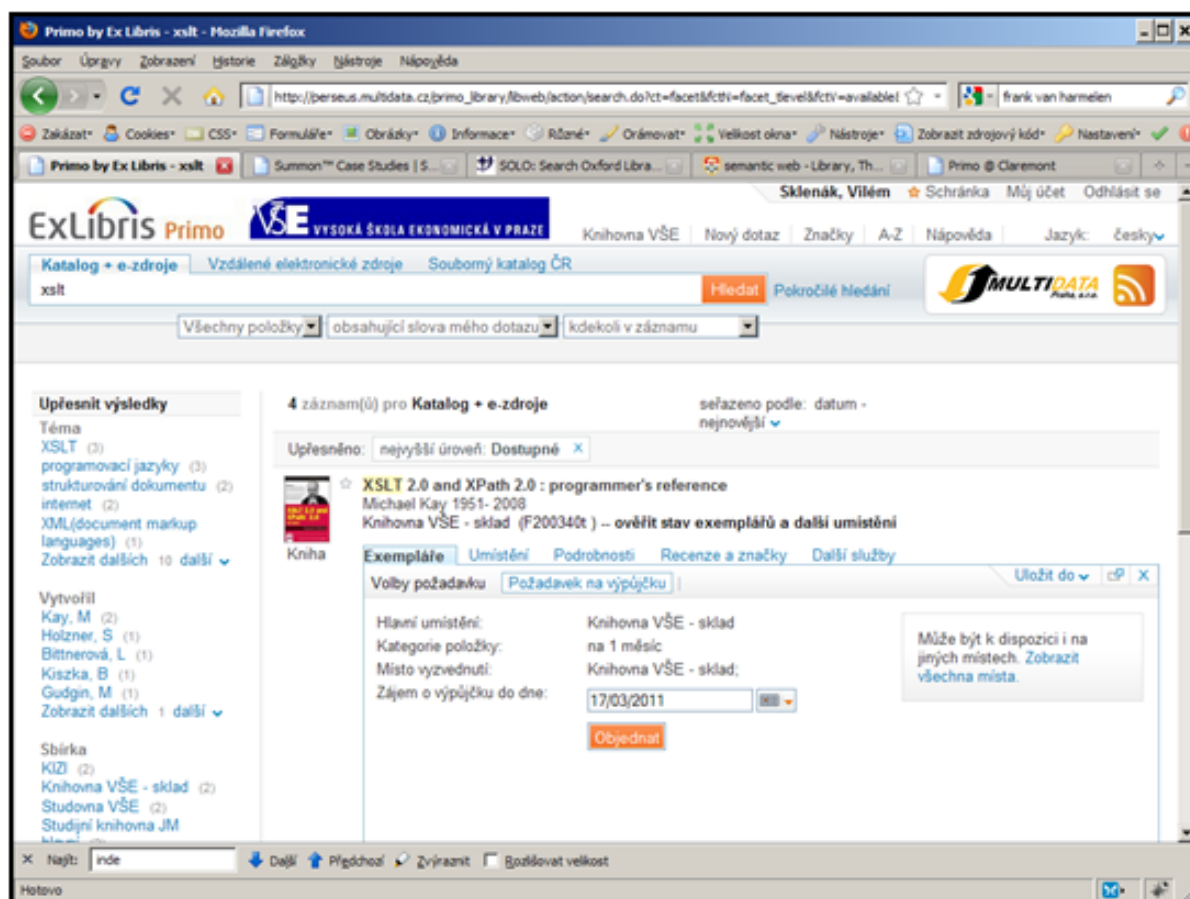 Primo by Ex Libris - xslt - Mozilla Firefox
Soubor Úpravy Zobrazení Historie Záložky Nástroje Nápověda
http://perseus.multidata.cz/primo_library/libweb/action/search.do?ct=facet&fctN=facet_tlevel&fctV=available! frank van harmelen
Zakázat Cookies CSS Formuláře Obrázky Informace Různé Orámovat Velikost okna Nástroje Zobrazit zdrojový kód Nastavení
Primo by Ex Libris - xslt Summon™ Case Studies | S... SOLO: Search Oxford Libra... semantic web - Library, Th... Primo @ Claremont
Sklenák, Vilém Schránka Můj účet Odhlásit se
ExLibris Primo VŠE VYSOKÁ ŠKOLA EKONOMICKÁ V PRAZE
Knihovna VŠE Nový dotaz Značky A-Z Nápověda Jazyk: česky
Katalog + e-zdroje Vzdálené elektronické zdroje Souborný katalog ČR
xslt Hledat Pokročilé hledání
MULTIDATA
Praha, s.r.o.
Všechny položky obsahující slova mého dotazu kdekoli v záznamu
Upřesnit výsledky
Téma
XSLT (3)
programovací jazyky (3)
strukturování dokumentu (2)
internet (2)
XML(document markup
languages) (1)
Zobrazit dalších 10 další
Vytvořil
Kay, M (2)
Holzner, S (1)
Bittnerová, L (1)
Kiszka, B (1)
Gudgin, M (1)
Zobrazit dalších 1 další
Sbírka
KIZI (2)
Knihovna VŠE - sklad (2)
Studovna VŠE (2)
Studijní knihovna JM
4 záznam(ů) pro Katalog + e-zdroje
seřazeno podle: datum -
nejnovější
Upřesněno: nejvyšší úroveň: Dostupné X
XSLT 2.0 and XPath 2.0 : programmer's reference
Michael Kay 1951- 2008
Knihovna VŠE - sklad (F200340t ) -- ověřit stav exemplářů a další umístění
Kniha
Exempláře Umístění Podrobnosti Recenze a značky Další služby
Volby požadavku Požadavek na výpůjčku |
Uložit do X
Hlavní umístění: Knihovna VŠE - sklad
Kategorie položky: na 1 měsíc
Místo vyzvednutí: Knihovna VŠE - sklad;
Zájem o výpůjčku do dne: 17/03/2011
Objednat
Může být k dispozici i na
jiných místech. Zobrazit
všechna místa.
X Najít: inde Další Předchozí Zvýraznit Rozlišovat velikost
Hotovo